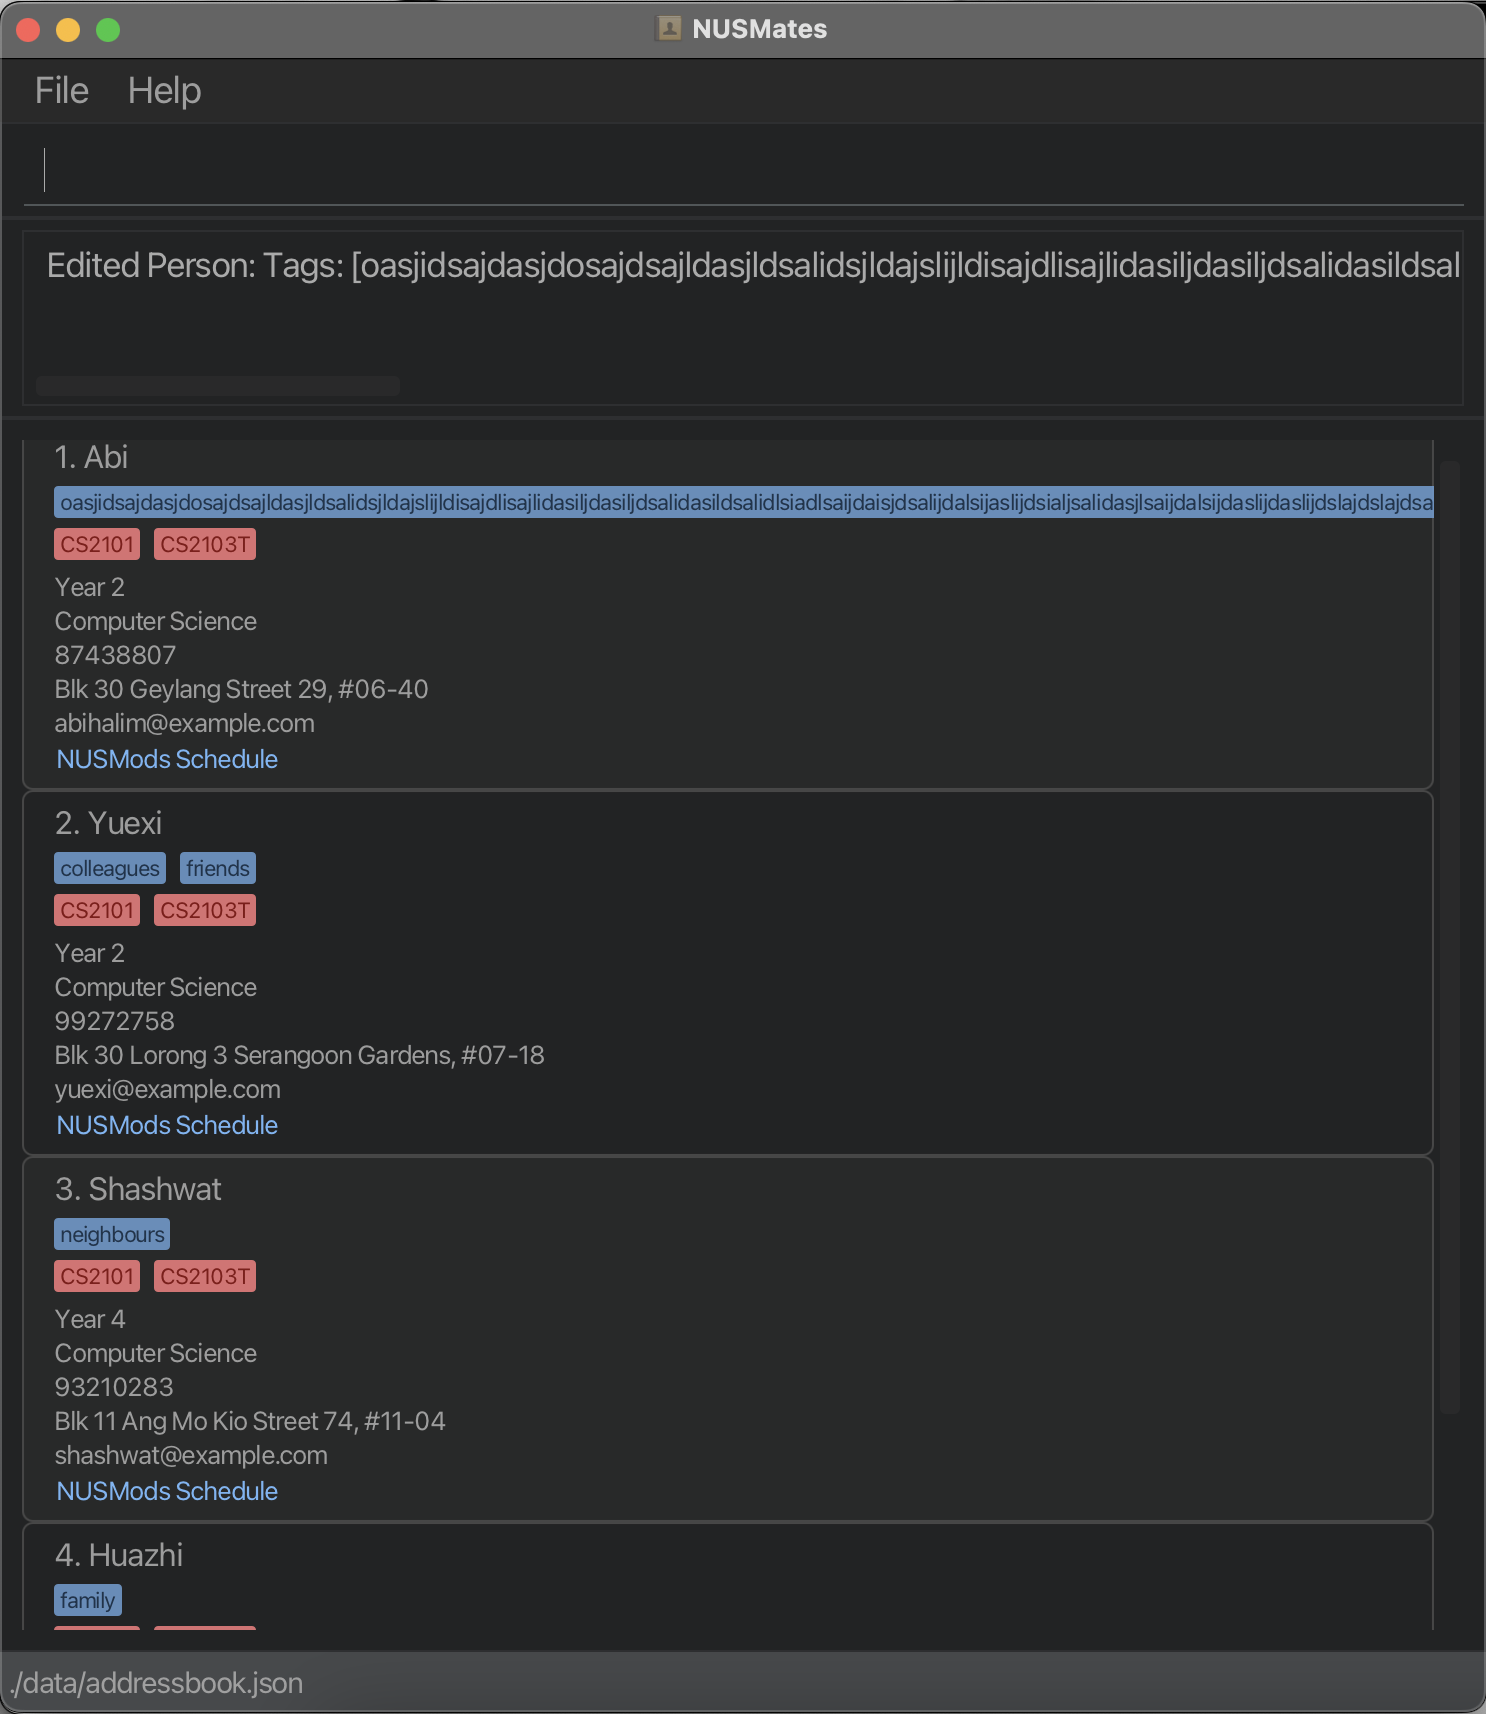 NUSMates
File Help
Edited Person: Tags: [oasjidsajdasjdosajdsajldasjldsalidsjldajslijldisajdlisajlidasiljdasiljdsalidasildsal
1. Abi
oasjidsajdasjdosajdsajldasjldsalidsjldajslijldisajdlisajlidasiljdasiljdsalidasildsalidlsiadlsaijdaisjdsalijdalsijaslijdsialjsalidasjlsaijdalsijdaslijdaslijdslajdslajdsa
CS2101 CS2103T
Year 2
Computer Science
87438807
Blk 30 Geylang Street 29, #06-40
abihalim@example.com
NUSMods Schedule
2. Yuexi
colleagues friends
CS2101 CS2103T
Year 2
Computer Science
99272758
Blk 30 Lorong 3 Serangoon Gardens, #07-18
yuexi@example.com
NUSMods Schedule
3. Shashwat
neighbours
CS2101 CS2103T
Year 4
Computer Science
93210283
Blk 11 Ang Mo Kio Street 74, #11-04
shashwat@example.com
NUSMods Schedule
4. Huazhi
family
./data/addressbook.json